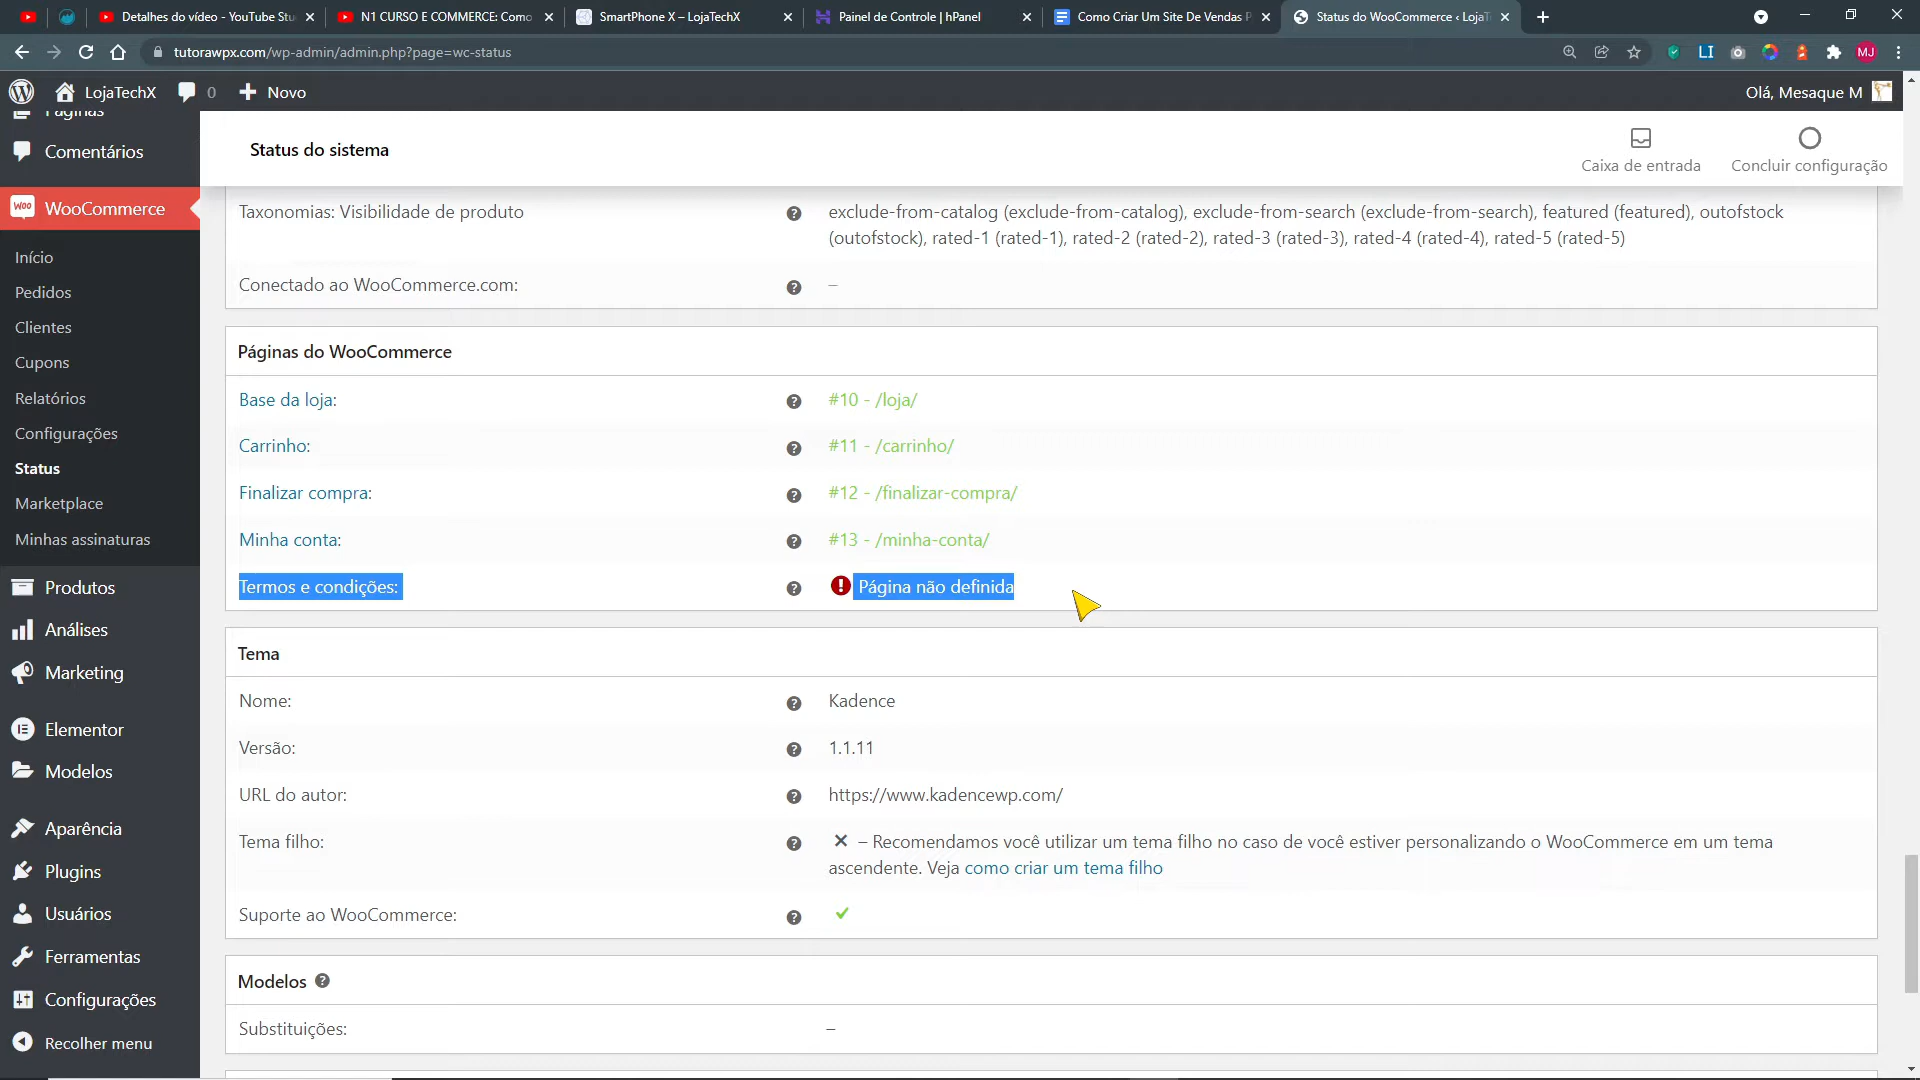 Detalhes do vídeo - YouTube Stu
N1 CURSO E COMMERCE: Como
SmartPhone X – LojaTechX
Painel de Controle | hPanel
Como Criar Um Site De Vendas P
Status do WooCommerce ‹ LojaT
tutorawpx.com/wp-admin/admin.php?page=wc-status
LI
MJ
LojaTechX
0
Novo
Olá, Mesaque M
Páginas
Comentários
WooCommerce
Início
Pedidos
Clientes
Cupons
Relatórios
Configurações
Status
Marketplace
Minhas assinaturas
Produtos
Análises
Marketing
Elementor
Modelos
Aparência
Plugins
Usuários
Ferramentas
Configurações
Recolher menu
Status do sistema
Caixa de entrada
Concluir configuração
Taxonomias: Visibilidade de produto
exclude-from-catalog (exclude-from-catalog), exclude-from-search (exclude-from-search), featured (featured), outofstock
(outofstock), rated-1 (rated-1), rated-2 (rated-2), rated-3 (rated-3), rated-4 (rated-4), rated-5 (rated-5)
Conectado ao WooCommerce.com:
–
Páginas do WooCommerce
Base da loja:
#10 - /loja/
Carrinho:
#11 - /carrinho/
Finalizar compra:
#12 - /finalizar-compra/
Minha conta:
#13 - /minha-conta/
Termos e condições:
Página não definida
Tema
Nome:
Kadence
Versão:
1.1.11
URL do autor:
https://www.kadencewp.com/
Tema filho:
– Recomendamos você utilizar um tema filho no caso de você estiver personalizando o WooCommerce em um tema
ascendente. Veja como criar um tema filho
Suporte ao WooCommerce:
Modelos
Substituições:
–